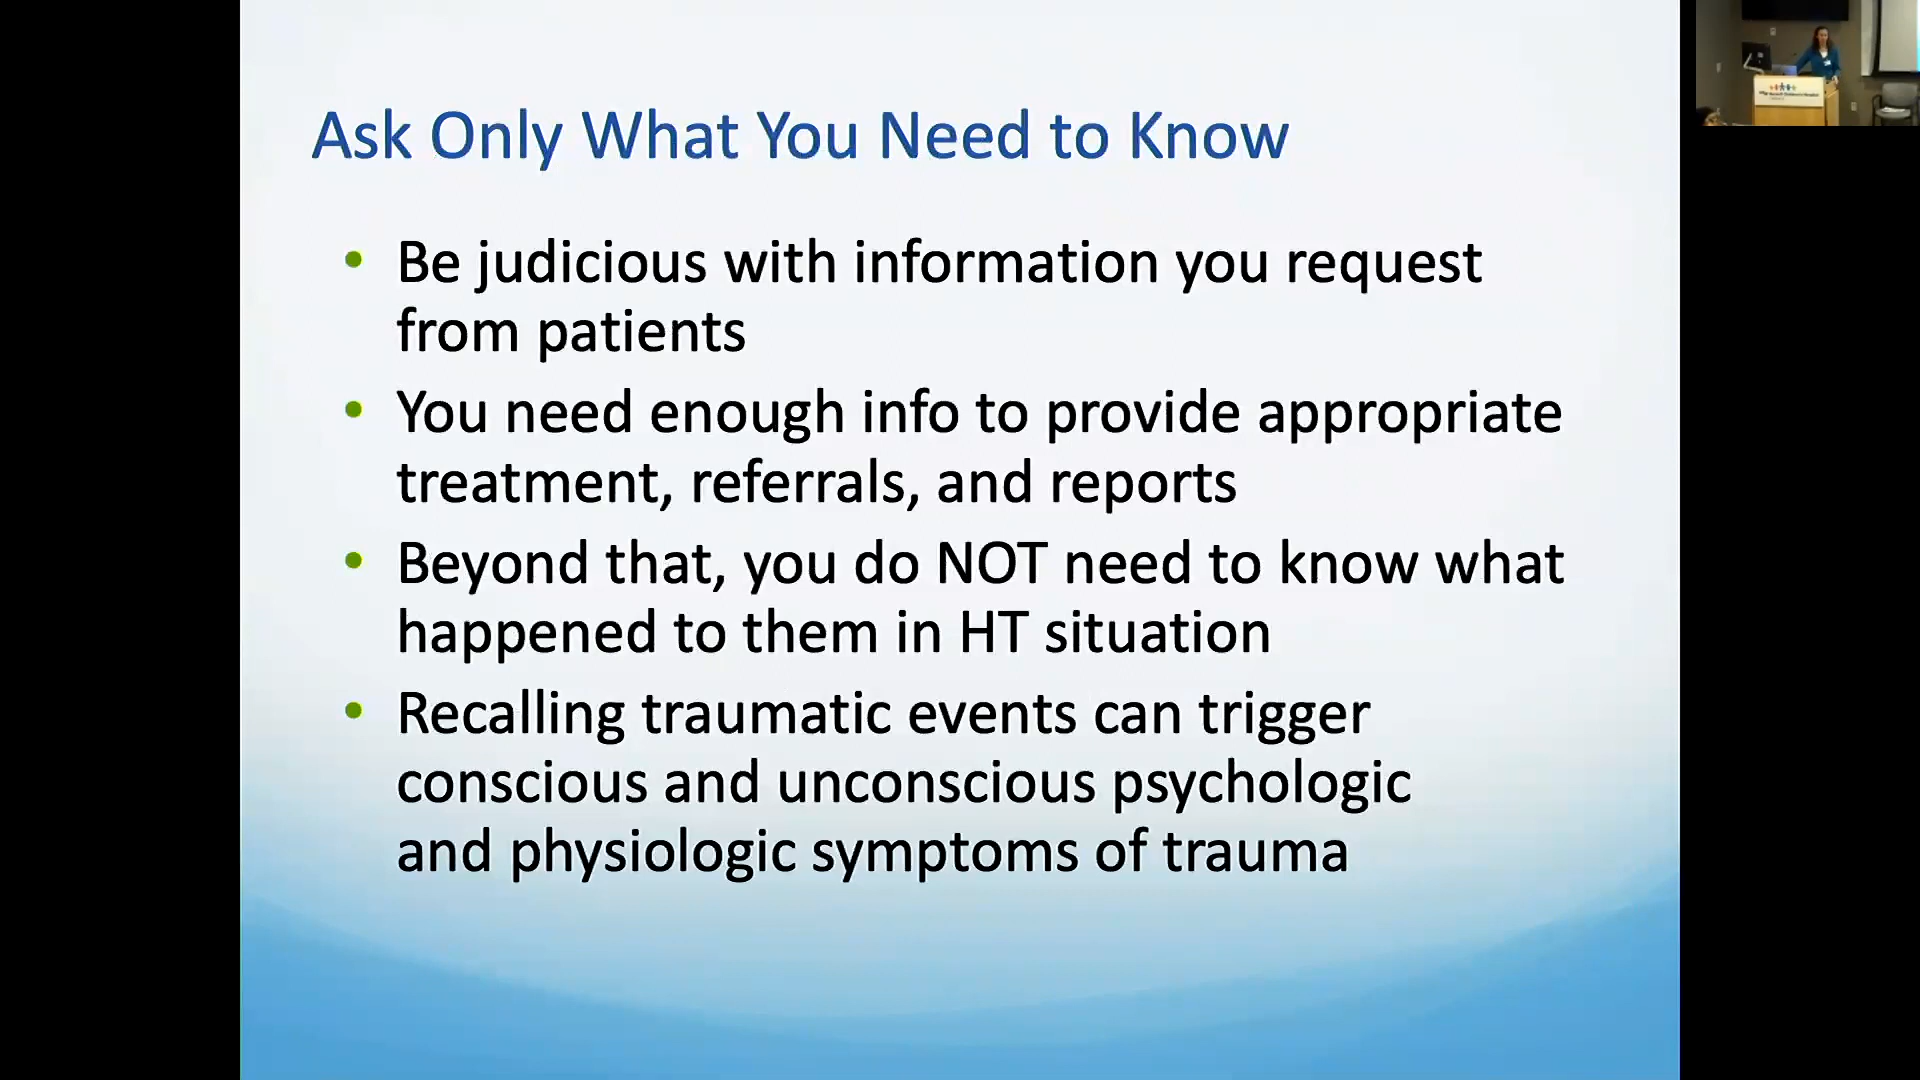 Ask Only What You Need to Know
• Be judicious with information you request
from patients
• You need enough info to provide appropriate
treatment, referrals, and reports
• Beyond that, you do NOT need to know what
happened to them in HT situation
• Recalling traumatic events can trigger
conscious and unconscious psychologic
and physiologic symptoms of trauma